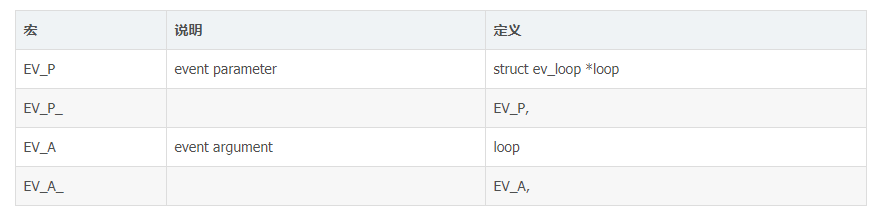 宏 说明 定义
EV_P event parameter struct ev_loop *loop
EV_P_ EV_P,
EV_A event argument loop
EV_A_ EV_A,